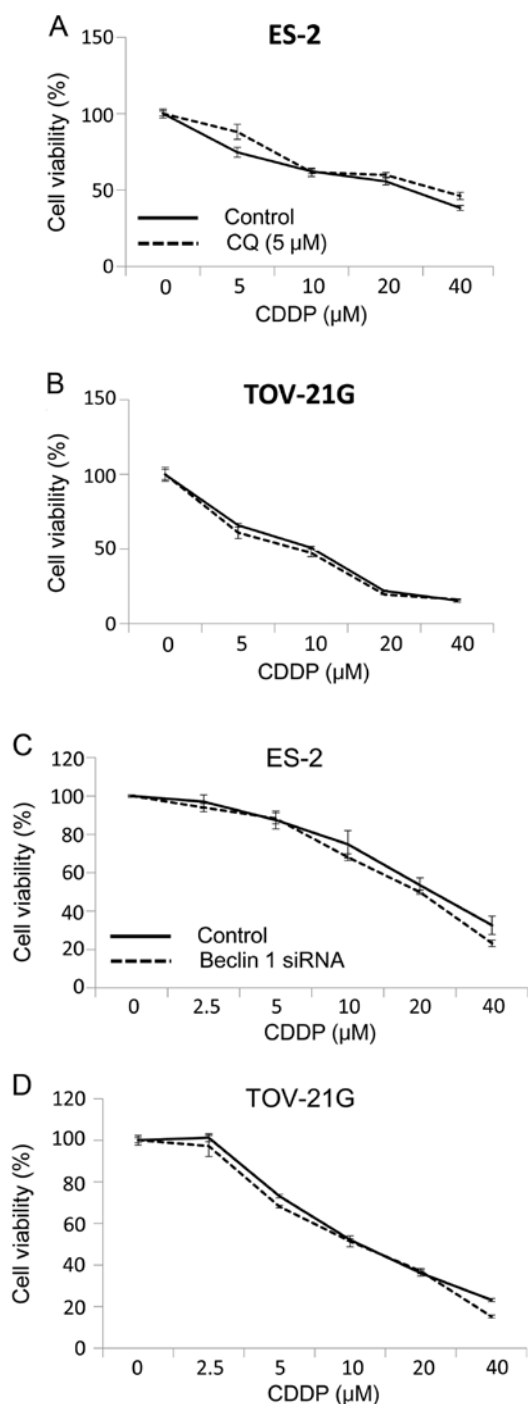 A
ES-2
150
100
50
0
Cell viability (%)
Control
CQ (5 µM)
0 5 10 20 40
CDDP (µM)
B
TOV-21G
150
100
50
0
Cell viability (%)
0 5 10 20 40
CDDP (µM)
C
ES-2
120
100
80
60
40
20
0
Cell viability (%)
Control
Beclin 1 siRNA
0 2.5 5 10 20 40
CDDP (µM)
D
TOV-21G
120
100
80
60
40
20
0
Cell viability (%)
0 2.5 5 10 20 40
CDDP (µM)